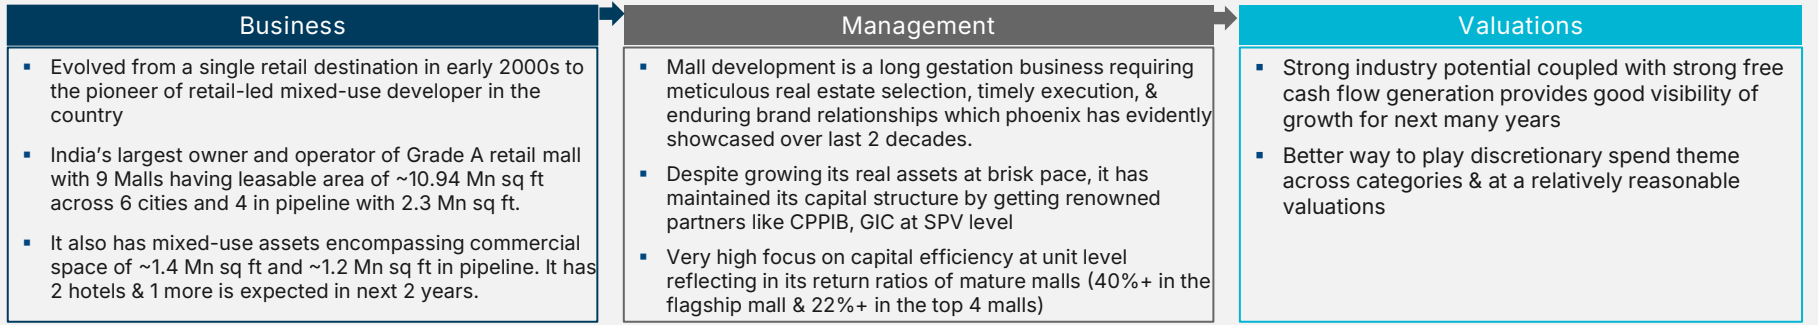 Business
▪ Evolved from a single retail destination in early 2000s to
the pioneer of retail-led mixed-use developer in the
country
▪ India's largest owner and operator of Grade A retail mall
with 9 Malls having leasable area of ~10.94 Mn sq ft
across 6 cities and 4 in pipeline with 2.3 Mn sq ft.
▪ It also has mixed-use assets encompassing commercial
space of ~1.4 Mn sq ft and ~1.2 Mn sq ft in pipeline. It has
2 hotels & 1 more is expected in next 2 years.
Management
▪ Mall development is a long gestation business requiring
meticulous real estate selection, timely execution, &
enduring brand relationships which phoenix has evidently
showcased over last 2 decades.
▪ Despite growing its real assets at brisk pace, it has
maintained its capital structure by getting renowned
partners like CPPIB, GIC at SPV level
▪ Very high focus on capital efficiency at unit level
reflecting in its return ratios of mature malls (40%+ in the
flagship mall & 22%+ in the top 4 malls)
Valuations
▪ Strong industry potential coupled with strong free
cash flow generation provides good visibility of
growth for next many years
▪ Better way to play discretionary spend theme
across categories & at a relatively reasonable
valuations